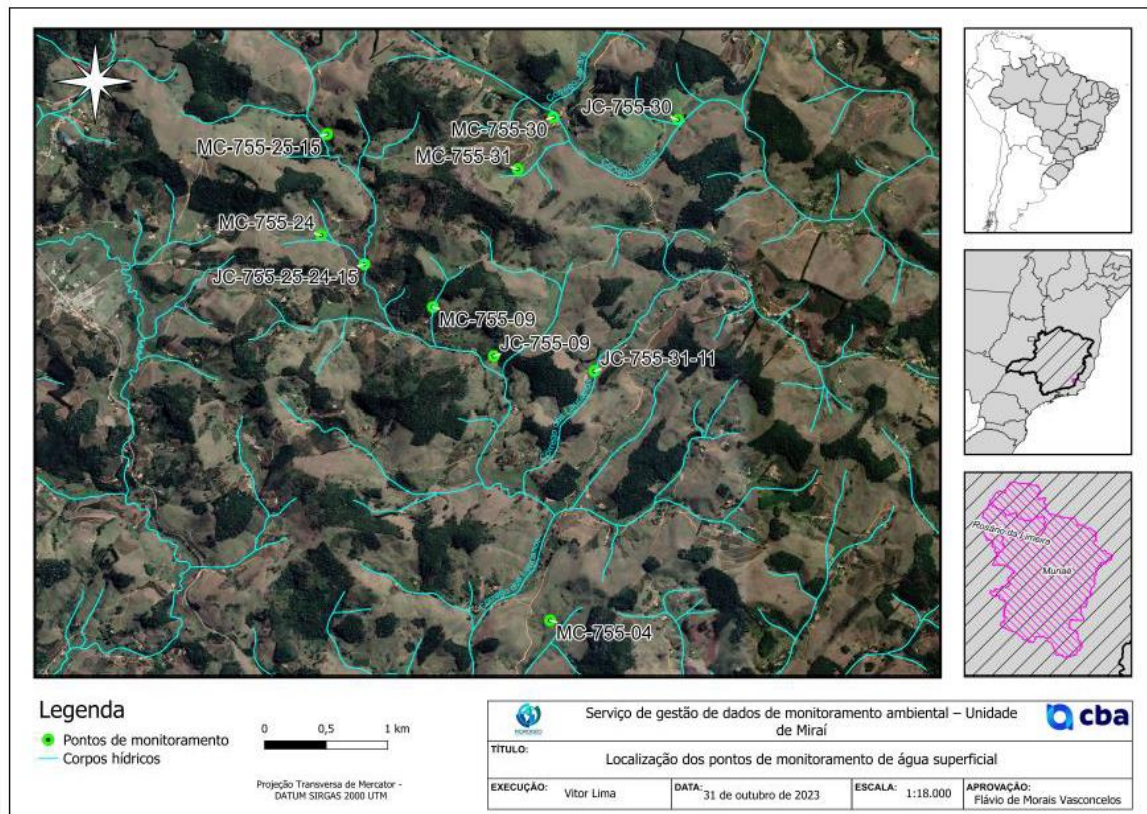 MC-755-25-15
MC-755-30
JC-755-30
MC-755-31
MC-755-24
JC-755-25-24-15
MC-755-09
JC-755-09
JC-755-31-11
MC-755-04
Rosário da Limeira
Muriaé
Legenda
Pontos de monitoramento
Corpos hídricos
0 0,5 1 km
Projeção Transversa de Mercator -
DATUM SIRGAS 2000 UTM
Serviço de gestão de dados de monitoramento ambiental – Unidade
de Miraí
cba
TÍTULO:
Localização dos pontos de monitoramento de água superficial
EXECUÇÃO: Vitor Lima
DATA: 31 de outubro de 2023
ESCALA: 1:18.000
APROVAÇÃO:
Flávio de Morais Vasconcelos